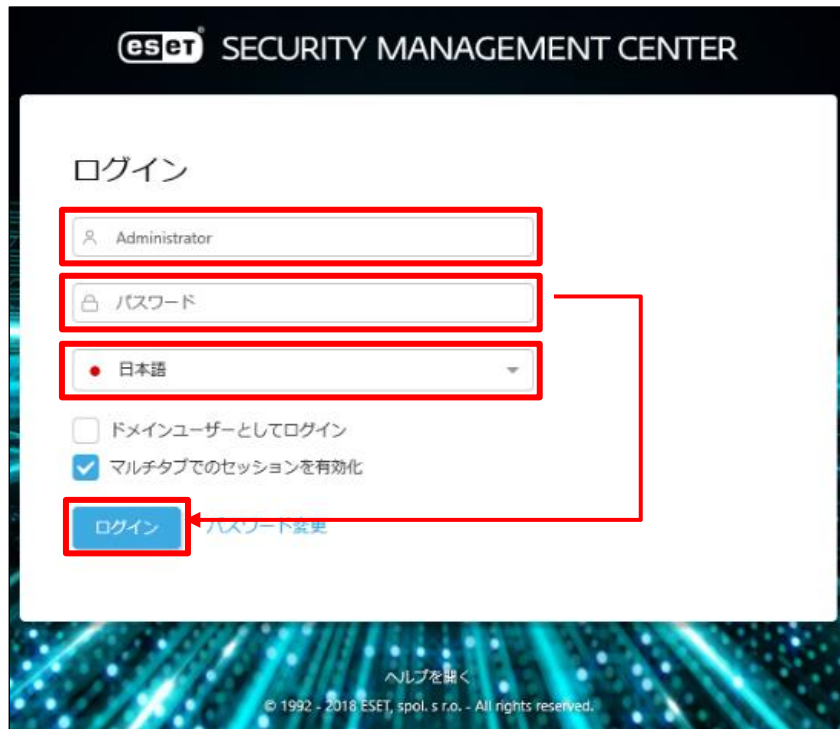 eset SECURITY MANAGEMENT CENTER
ログイン
Administrator
パスワード
日本語
ドメインユーザーとしてログイン
マルチタブでのセッションを有効化
ログイン パスワード変更
ヘルプを開く
© 1992 - 2018 ESET, spol. s r.o. - All rights reserved.